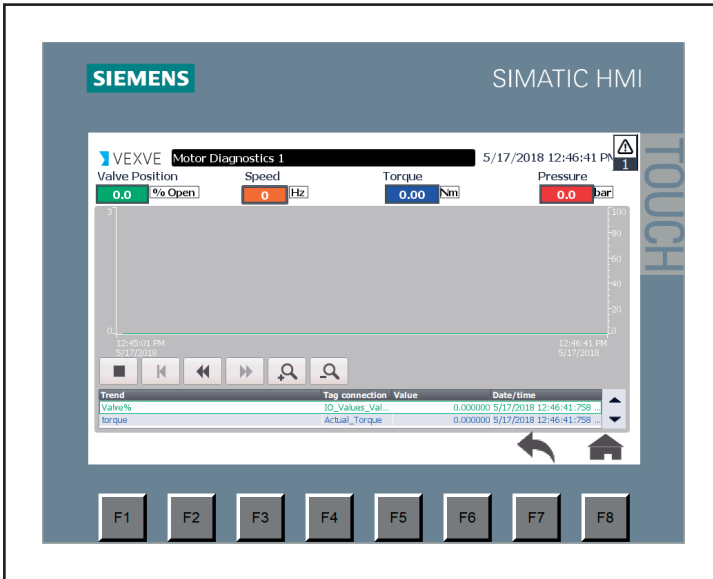 SIEMENS
SIMATIC HMI
TOUCH
VEXVE Motor Diagnostics 1 5/17/2018 12:46:41 PM
1
Valve Position Speed Torque Pressure
0.0 % Open 0 Hz 0.00 Nm 0.0 bar
3 100
80
60
40
20
0 0
12:45:01 PM 12:46:41 PM
5/17/2018 5/17/2018
Trend Tag connection Value Date/time
Valve% IO_Values_Val... 0.000000 5/17/2018 12:46:41:758 ...
torque Actual_Torque 0.000000 5/17/2018 12:46:41:758 ...
F1 F2 F3 F4 F5 F6 F7 F8